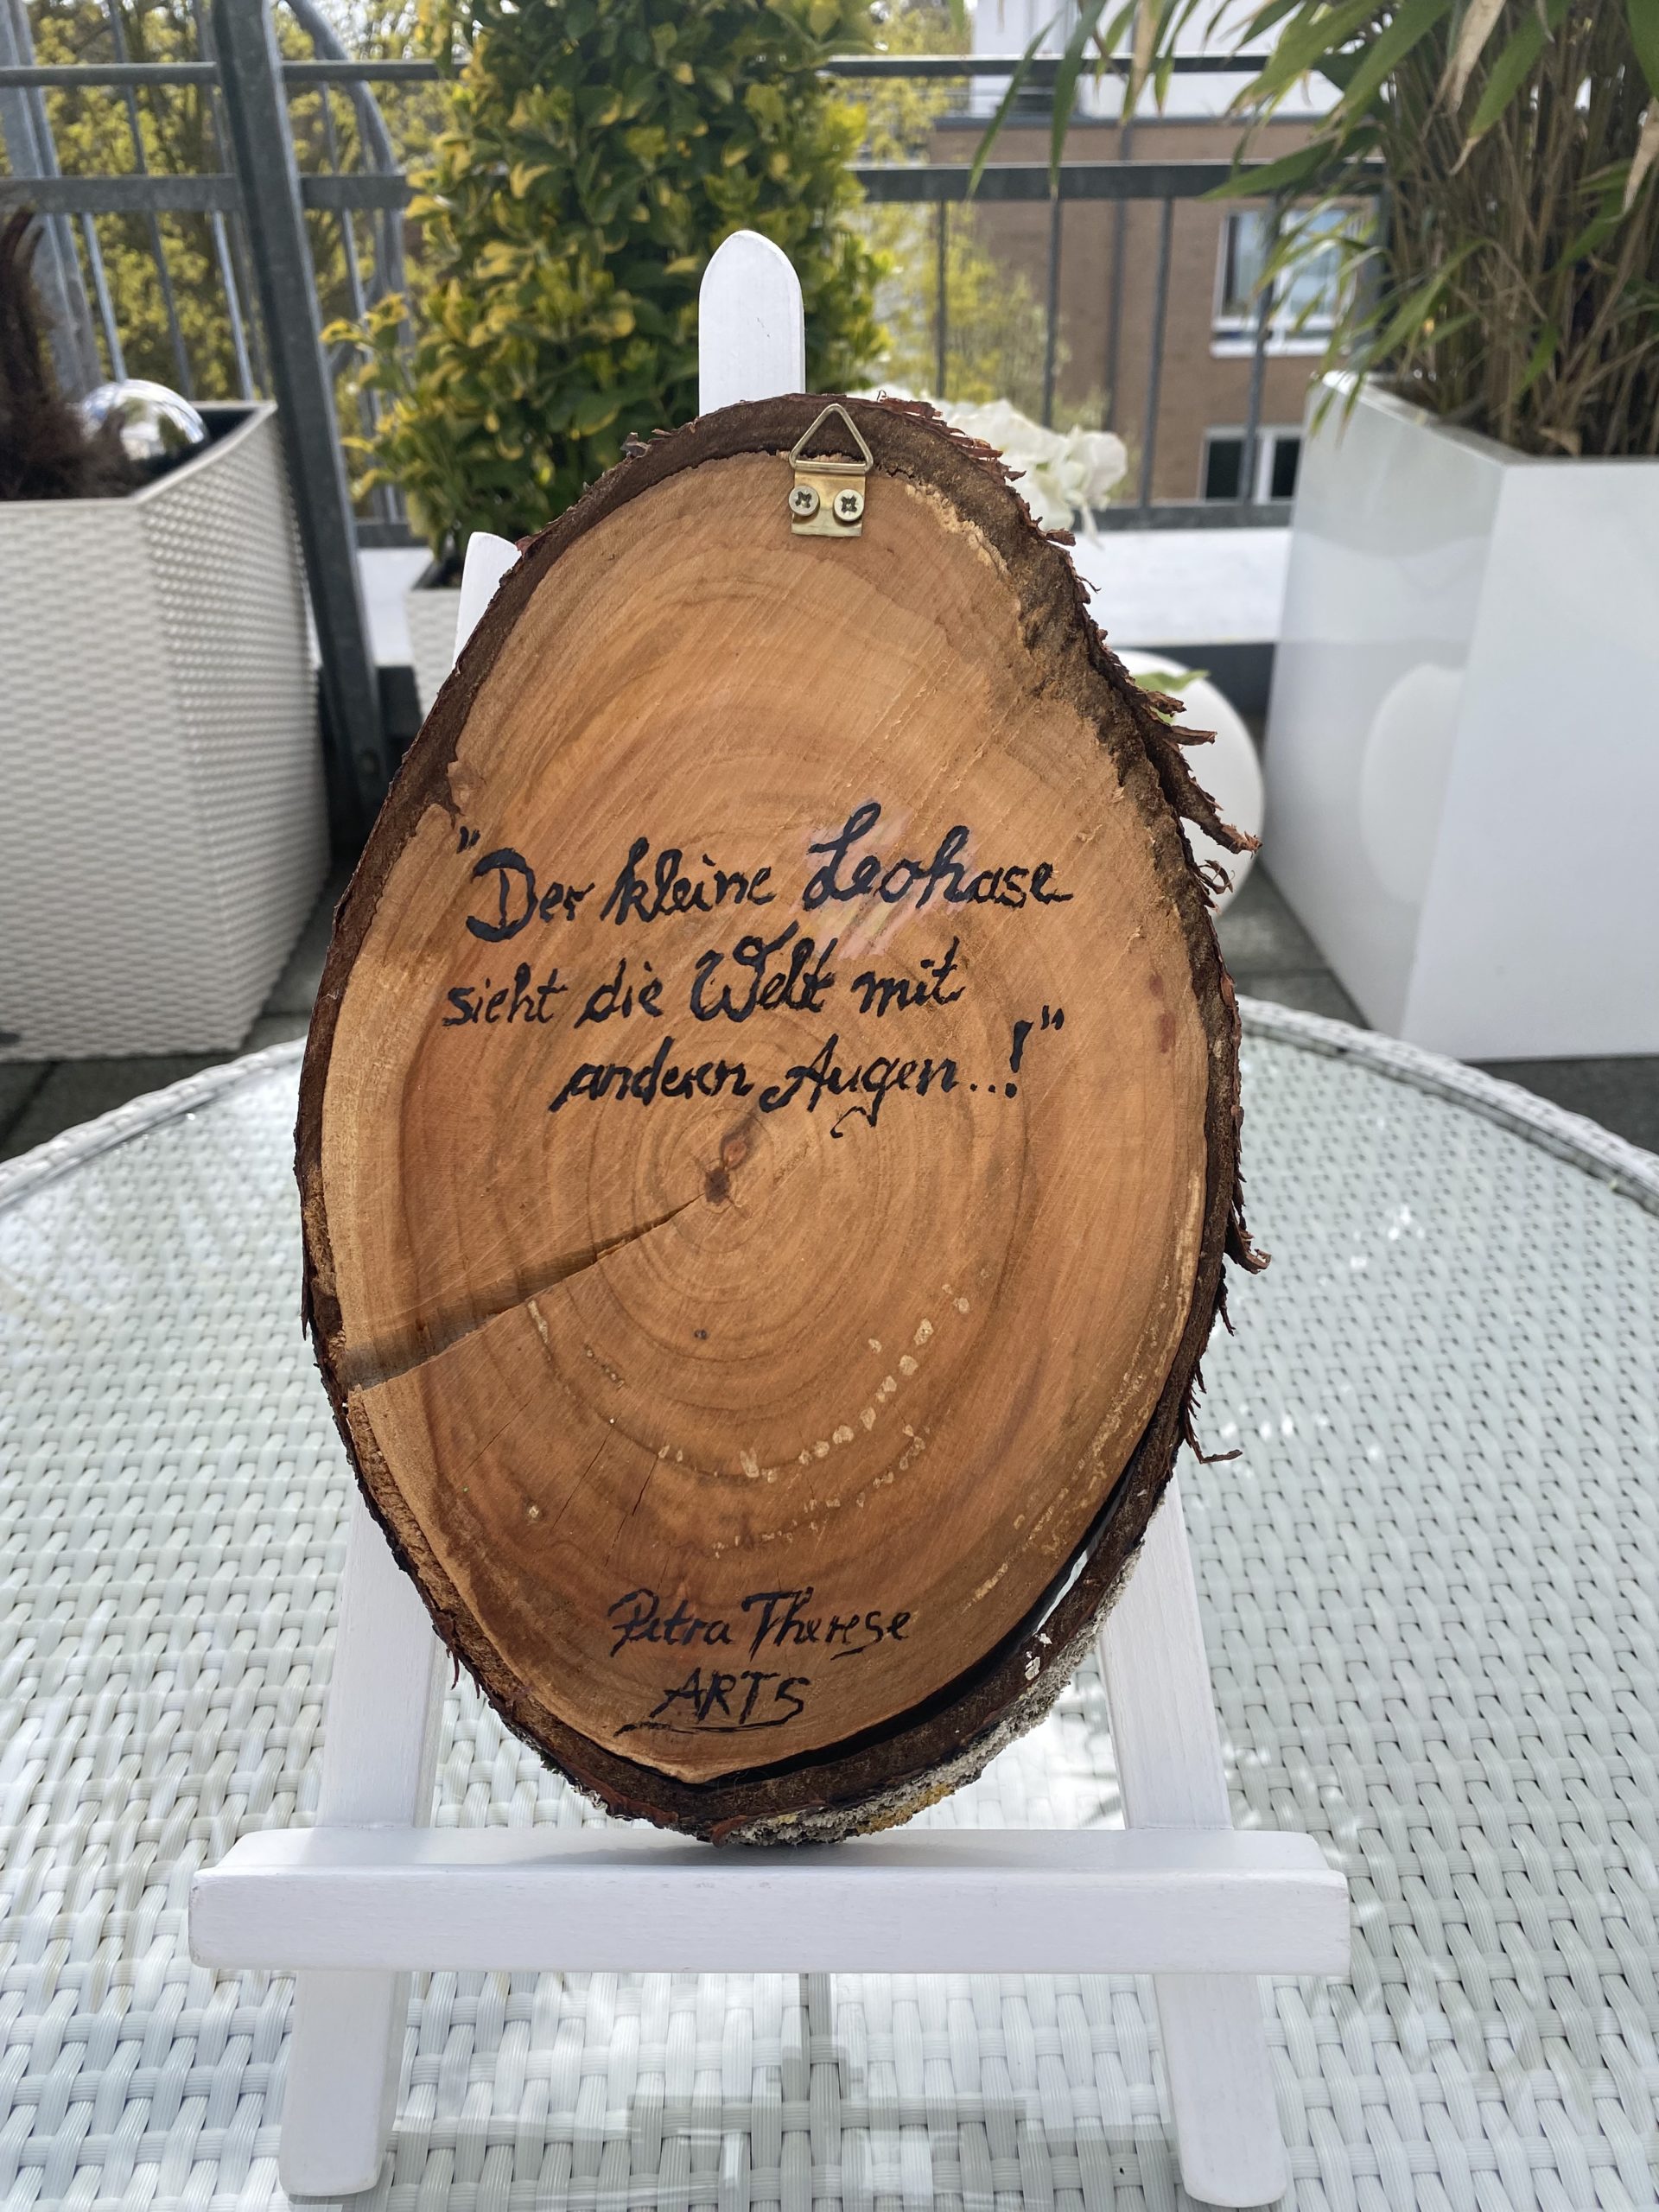 "Der kleine Leohase
sieht die Welt mit
anderen Augen..!"
Petra Therese
ARTS